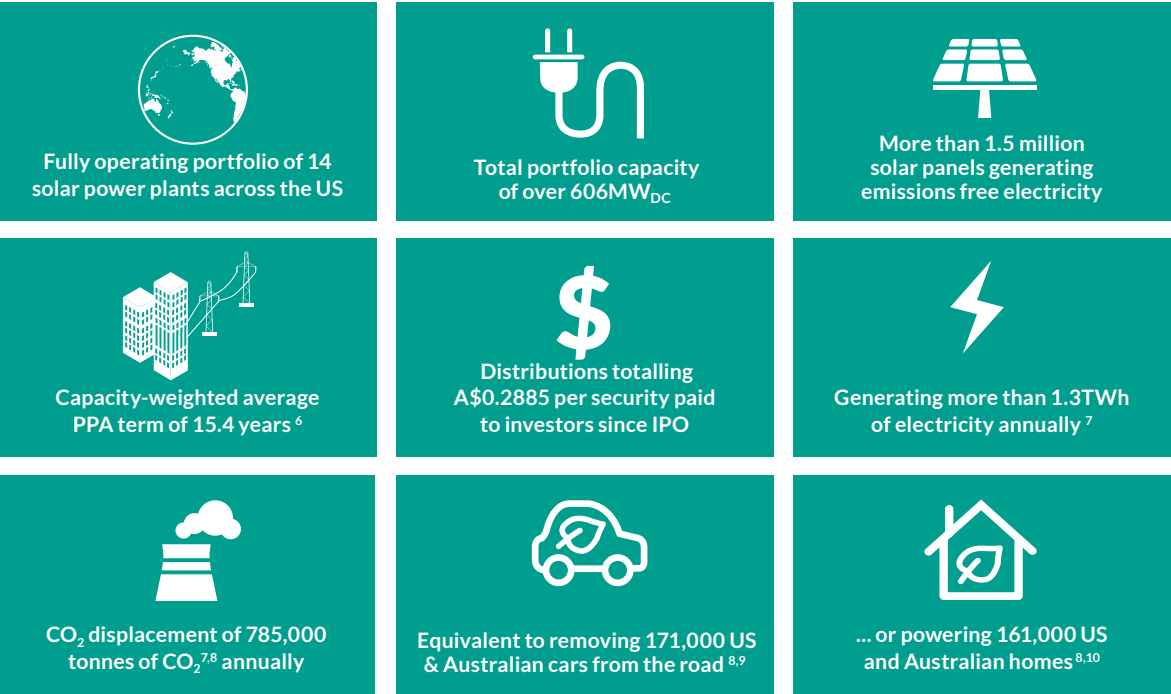 Fully operating portfolio of 14
solar power plants across the US
Total portfolio capacity
of over 606MWDC
More than 1.5 million
solar panels generating
emissions free electricity
Capacity-weighted average
PPA term of 15.4 years 6
$
Distributions totalling
A$0.2885 per security paid
to investors since IPO
Generating more than 1.3TWh
of electricity annually 7
CO2 displacement of 785,000
tonnes of CO2 7,8 annually
Equivalent to removing 171,000 US
& Australian cars from the road 8,9
... or powering 161,000 US
and Australian homes 8,10